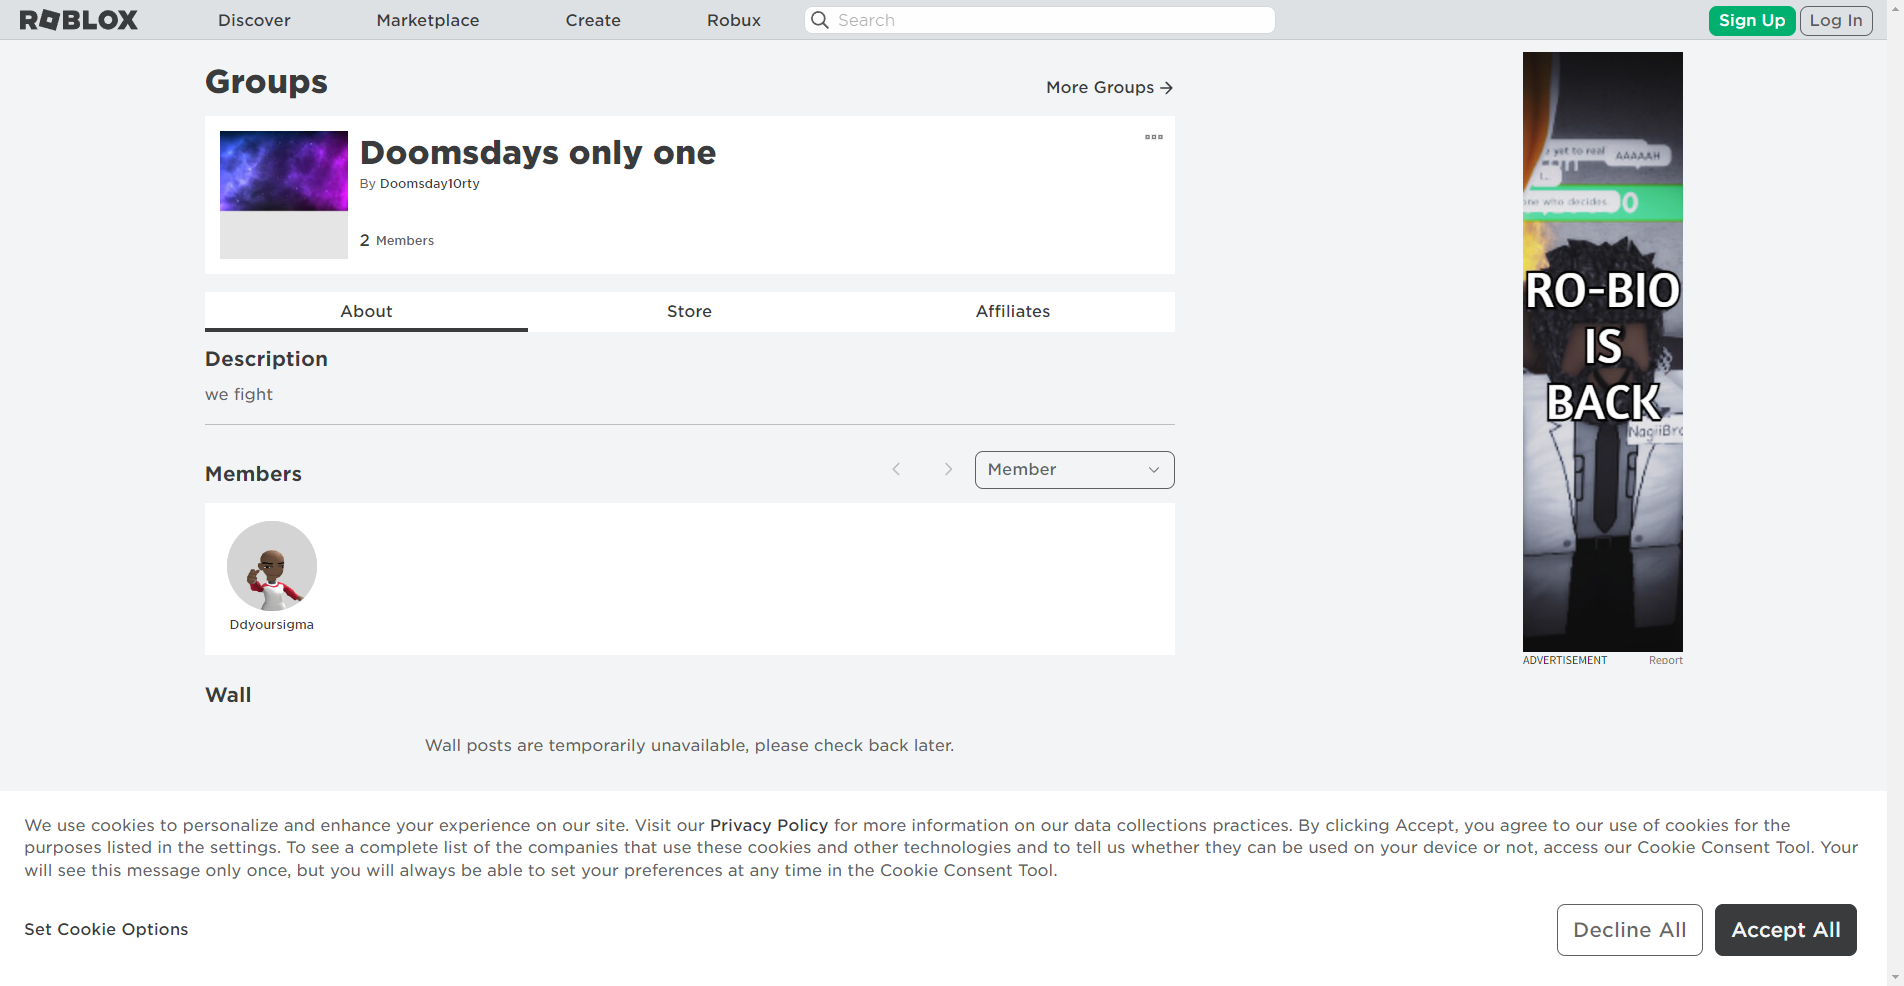 ROBLOX
Discover
Marketplace
Create
Robux
Search
Sign Up
Log In
Groups
More Groups
Doomsdays only one
By Doomsday10rty
2 Members
About
Store
Affiliates
Description
we fight
Members
Member
Ddyoursigma
Wall
Wall posts are temporarily unavailable, please check back later.
yet to real
AAAAAH
one who decides.
RO-BIO
IS
BACK
NagiiBro
ADVERTISEMENT
Report
We use cookies to personalize and enhance your experience on our site. Visit our Privacy Policy for more information on our data collections practices. By clicking Accept, you agree to our use of cookies for the
purposes listed in the settings. To see a complete list of the companies that use these cookies and other technologies and to tell us whether they can be used on your device or not, access our Cookie Consent Tool. Your
will see this message only once, but you will always be able to set your preferences at any time in the Cookie Consent Tool.
Set Cookie Options
Decline All
Accept All